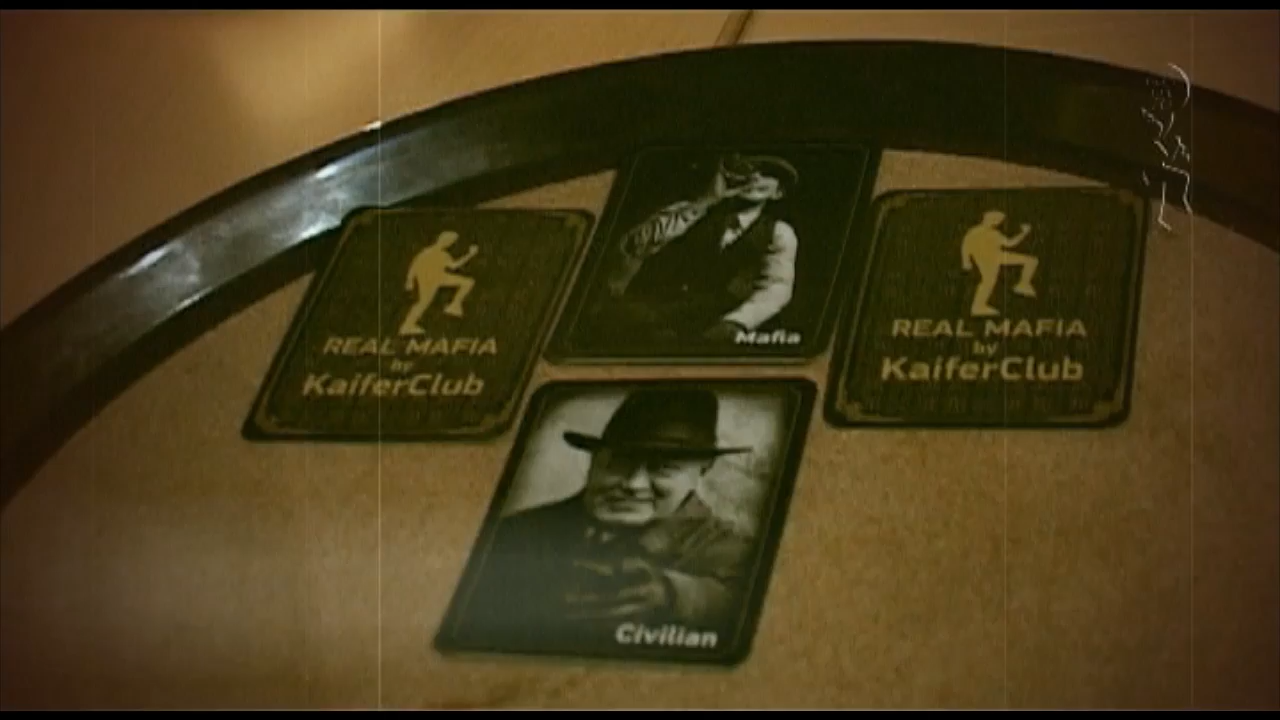 REAL MAFIA
by
KaiferClub
Mafia
REAL MAFIA
by
KaiferClub
Civilian